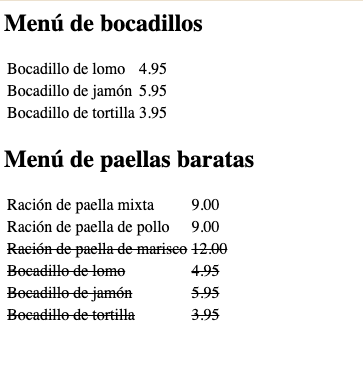 Menú de bocadillos
Bocadillo de lomo 4.95
Bocadillo de jamón 5.95
Bocadillo de tortilla 3.95
Menú de paellas baratas
Ración de paella mixta 9.00
Ración de paella de pollo 9.00
Ración de paella de marisco 12.00
Bocadillo de lomo 4.95
Bocadillo de jamón 5.95
Bocadillo de tortilla 3.95